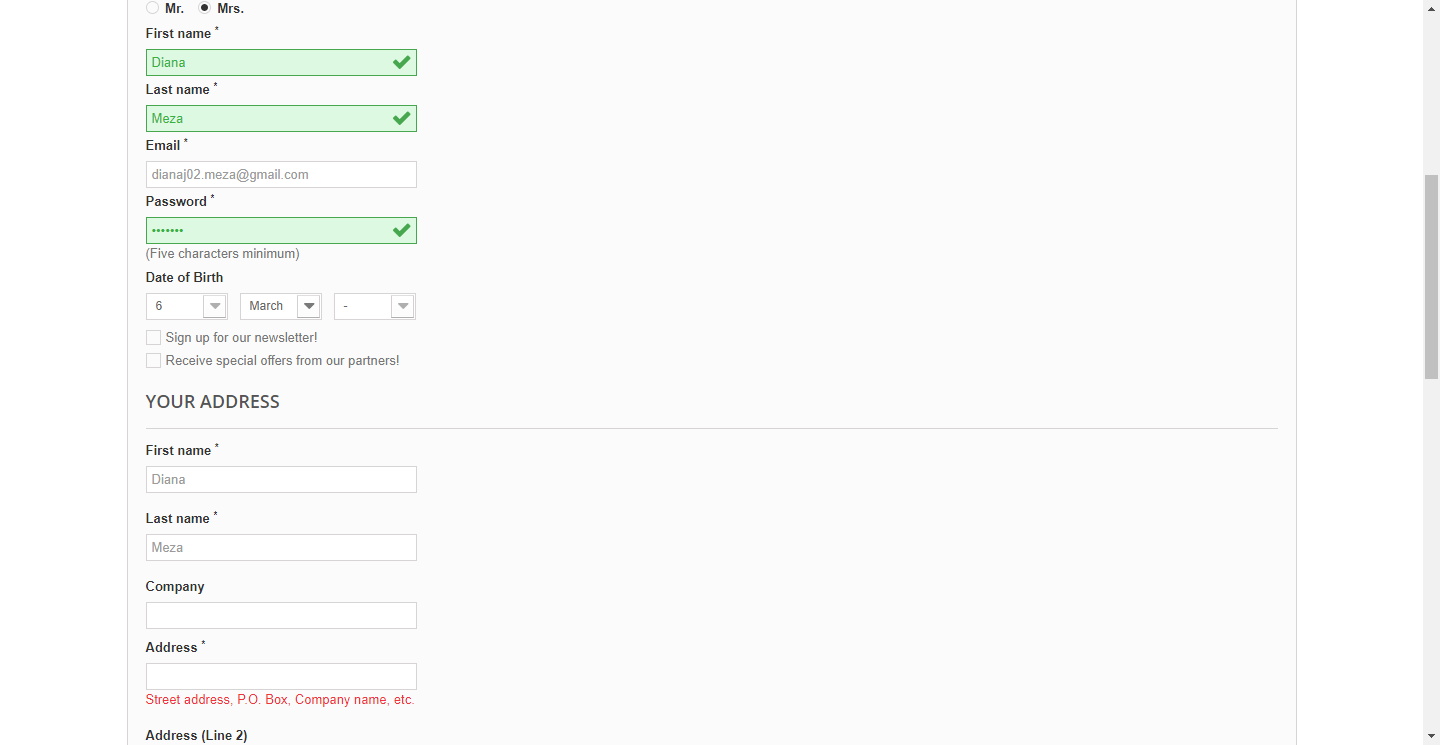 Mr. Mrs.
First name *
Diana
Last name *
Meza
Email *
dianaj02.meza@gmail.com
Password *
•••••••
(Five characters minimum)
Date of Birth
6 March -
Sign up for our newsletter!
Receive special offers from our partners!
YOUR ADDRESS
First name *
Diana
Last name *
Meza
Company
Address *
Street address, P.O. Box, Company name, etc.
Address (Line 2)